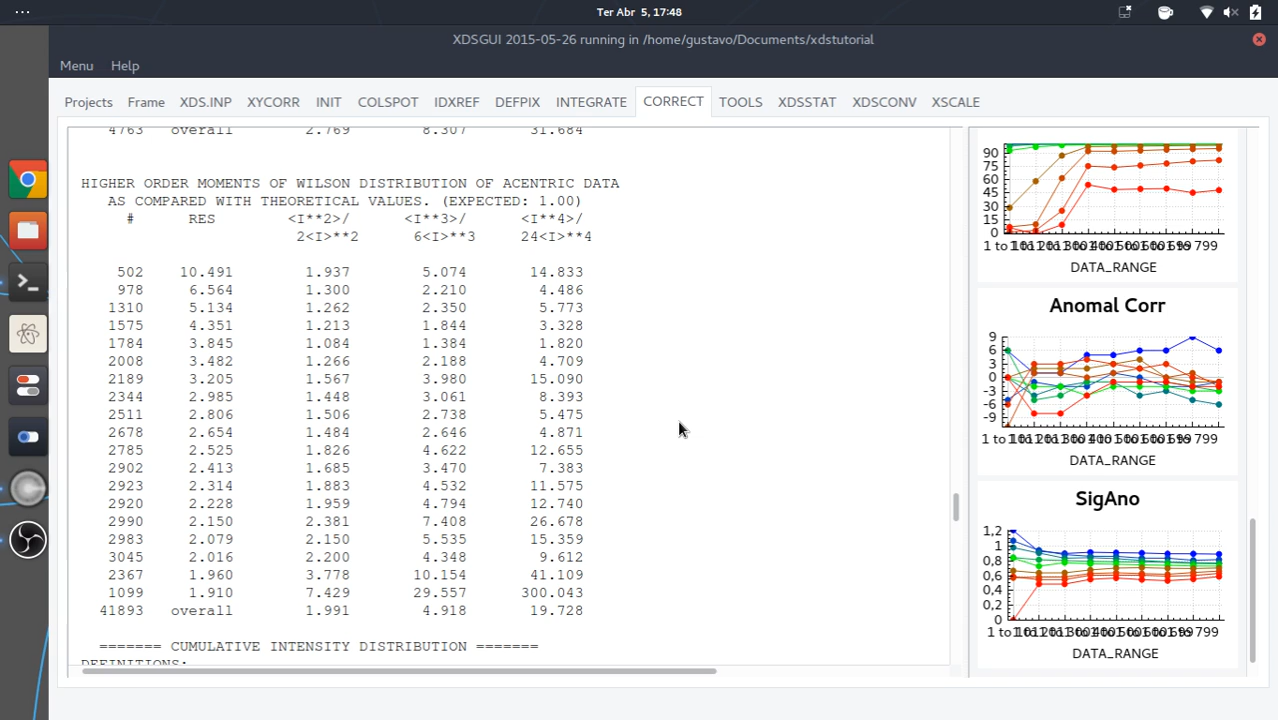 Ter Abr 5, 17:48
XDSGUI 2015-05-26 running in /home/gustavo/Documents/xdstutorial
Menu Help
Projects Frame XDS.INP XYCORR INIT COLSPOT IDXREF DEFPIX INTEGRATE CORRECT TOOLS XDSSTAT XDSCONV XSCALE
4763 overall 2.769 8.307 31.684
HIGHER ORDER MOMENTS OF WILSON DISTRIBUTION OF ACENTRIC DATA
AS COMPARED WITH THEORETICAL VALUES. (EXPECTED: 1.00)
# RES <I**2>/ <I**3>/ <I**4>/
2<I>**2 6<I>**3 24<I>**4
502 10.491 1.937 5.074 14.833
978 6.564 1.300 2.210 4.486
1310 5.134 1.262 2.350 5.773
1575 4.351 1.213 1.844 3.328
1784 3.845 1.084 1.384 1.820
2008 3.482 1.266 2.188 4.709
2189 3.205 1.567 3.980 15.090
2344 2.985 1.448 3.061 8.393
2511 2.806 1.506 2.738 5.475
2678 2.654 1.484 2.646 4.871
2785 2.525 1.826 4.622 12.655
2902 2.413 1.685 3.470 7.383
2923 2.314 1.883 4.532 11.575
2920 2.228 1.959 4.794 12.740
2990 2.150 2.381 7.408 26.678
2983 2.079 2.150 5.535 15.359
3045 2.016 2.200 4.348 9.612
2367 1.960 3.778 10.154 41.109
1099 1.910 7.429 29.557 300.043
41893 overall 1.991 4.918 19.728
======= CUMULATIVE INTENSITY DISTRIBUTION =======
DEFINITIONS:
90
75
60
45
30
15
0
DATA_RANGE
Anomal Corr
9
6
3
0
-3
-6
-9
DATA_RANGE
SigAno
1,2
1
0,8
0,6
0,4
0,2
0
DATA_RANGE